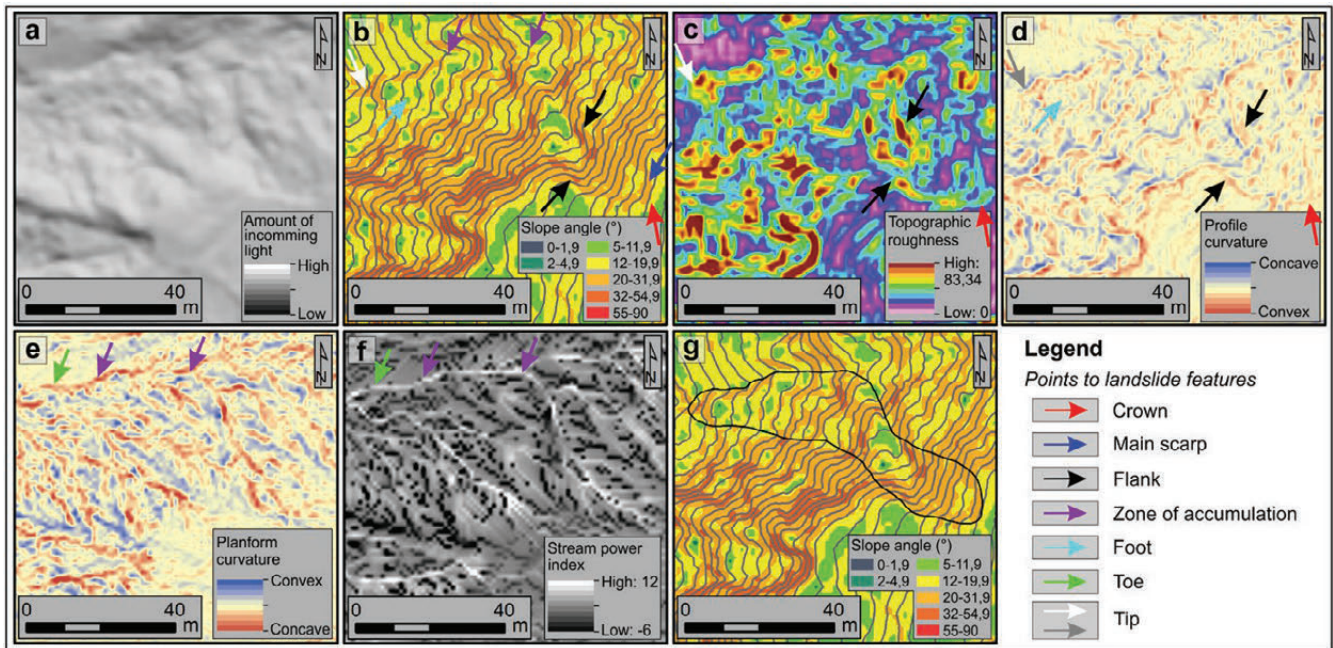 a
N
Amount of
incomming
light
High
Low
0 40
m
b
N
Slope angle (°)
0-1,9 5-11,9
2-4,9 12-19,9
20-31,9
32-54,9
55-90
0 40
m
c
N
Topographic
roughness
High:
83,34
Low: 0
0 40
m
d
N
Profile
curvature
Concave
Convex
0 40
m
e
N
Planform
curvature
Convex
Concave
0 40
m
f
N
Stream power
index
High: 12
Low: -6
0 40
m
g
N
Slope angle (°)
0-1,9 5-11,9
2-4,9 12-19,9
20-31,9
32-54,9
55-90
0 40
m
Legend
Points to landslide features
Crown
Main scarp
Flank
Zone of accumulation
Foot
Toe
Tip